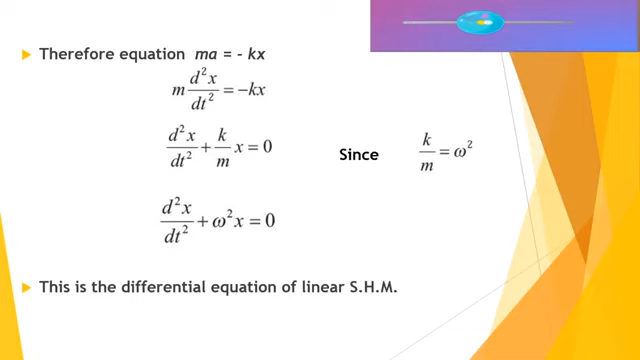 Therefore equation ma = - kx
m d²x/dt² = −kx
d²x/dt² + k/m x = 0 Since k/m = ω²
d²x/dt² + ω²x = 0
This is the differential equation of linear S.H.M.